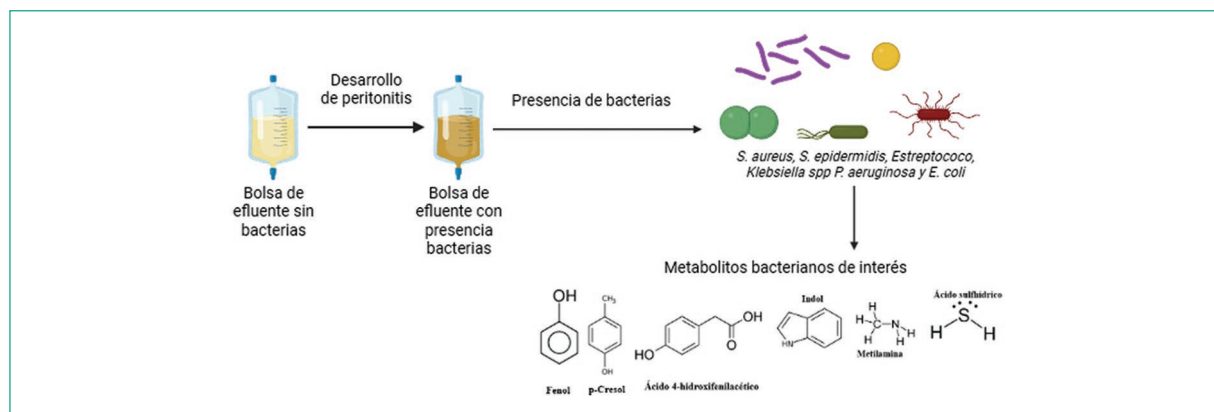 Desarrollo
de peritonitis
Presencia de bacterias
Bolsa de
efluente sin
bacterias
Bolsa de
efluente con
presencia
bacterias
S. aureus, S. epidermidis, Estreptococo,
Klebsiella spp P. aeruginosa y E. coli
Metabolitos bacterianos de interés
OH
Fenol
CH₃
OH
p-Cresol
OH
O
HO
Ácido 4-hidroxifenilacético
Indol
NH
H
H
C
N
H
H
H
Metilamina
Ácido sulfhídrico
S
H
H